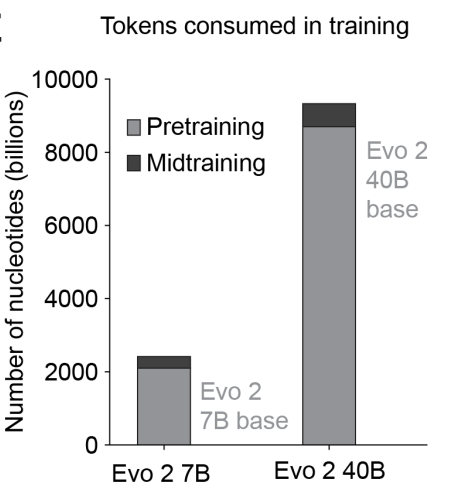 Tokens consumed in training
Number of nucleotides (billions)
10000
8000
6000
4000
2000
0
Pretraining
Midtraining
Evo 2
40B
base
Evo 2
7B base
Evo 2 7B
Evo 2 40B